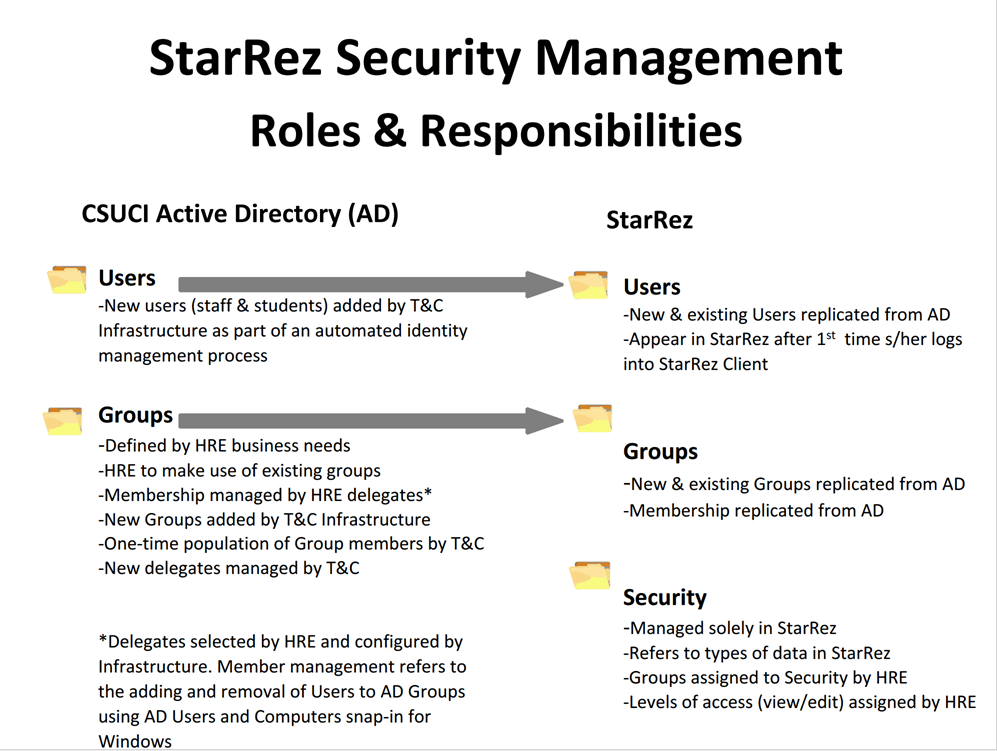 StarRez Security Management
Roles & Responsibilities
CSUCI Active Directory (AD)
Users
-New users (staff & students) added by T&C
Infrastructure as part of an automated identity
management process
Groups
-Defined by HRE business needs
-HRE to make use of existing groups
-Membership managed by HRE delegates*
-New Groups added by T&C Infrastructure
-One-time population of Group members by T&C
-New delegates managed by T&C
*Delegates selected by HRE and configured by
Infrastructure. Member management refers to
the adding and removal of Users to AD Groups
using AD Users and Computers snap-in for
Windows
StarRez
Users
-New & existing Users replicated from AD
-Appear in StarRez after 1st time s/her logs
into StarRez Client
Groups
-New & existing Groups replicated from AD
-Membership replicated from AD
Security
-Managed solely in StarRez
-Refers to types of data in StarRez
-Groups assigned to Security by HRE
-Levels of access (view/edit) assigned by HRE